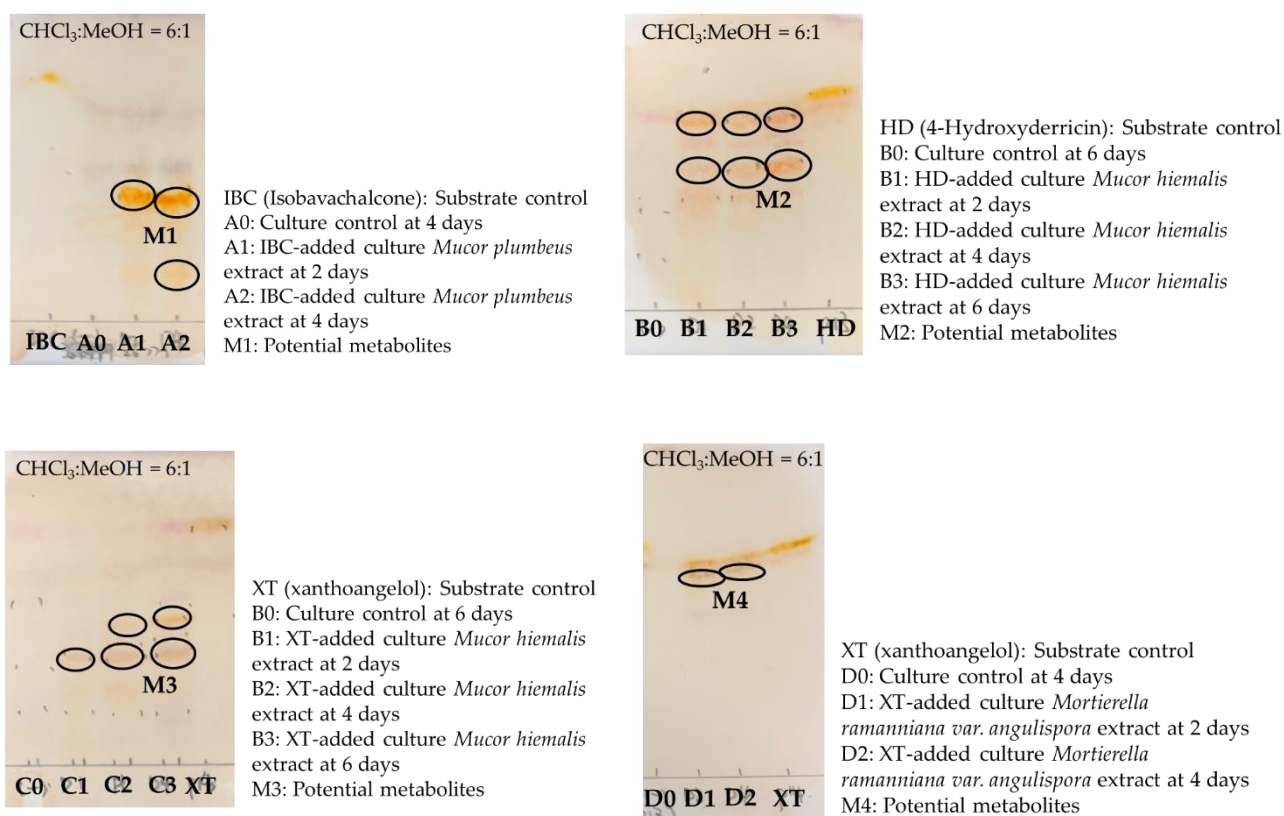 CHCl₃:MeOH = 6:1
M1
IBC A0 A1 A2
IBC (Isobavachalcone): Substrate control
A0: Culture control at 4 days
A1: IBC-added culture Mucor plumbeus
extract at 2 days
A2: IBC-added culture Mucor plumbeus
extract at 4 days
M1: Potential metabolites
CHCl₃:MeOH = 6:1
M2
B0 B1 B2 B3 HD
HD (4-Hydroxyderricin): Substrate control
B0: Culture control at 6 days
B1: HD-added culture Mucor hiemalis
extract at 2 days
B2: HD-added culture Mucor hiemalis
extract at 4 days
B3: HD-added culture Mucor hiemalis
extract at 6 days
M2: Potential metabolites
CHCl₃:MeOH = 6:1
M3
C0 C1 C2 C3 XT
XT (xanthoangelol): Substrate control
B0: Culture control at 6 days
B1: XT-added culture Mucor hiemalis
extract at 2 days
B2: XT-added culture Mucor hiemalis
extract at 4 days
B3: XT-added culture Mucor hiemalis
extract at 6 days
M3: Potential metabolites
CHCl₃:MeOH = 6:1
M4
D0 D1 D2 XT
XT (xanthoangelol): Substrate control
D0: Culture control at 4 days
D1: XT-added culture Mortierella
ramanniana var. angulispora extract at 2 days
D2: XT-added culture Mortierella
ramanniana var. angulispora extract at 4 days
M4: Potential metabolites